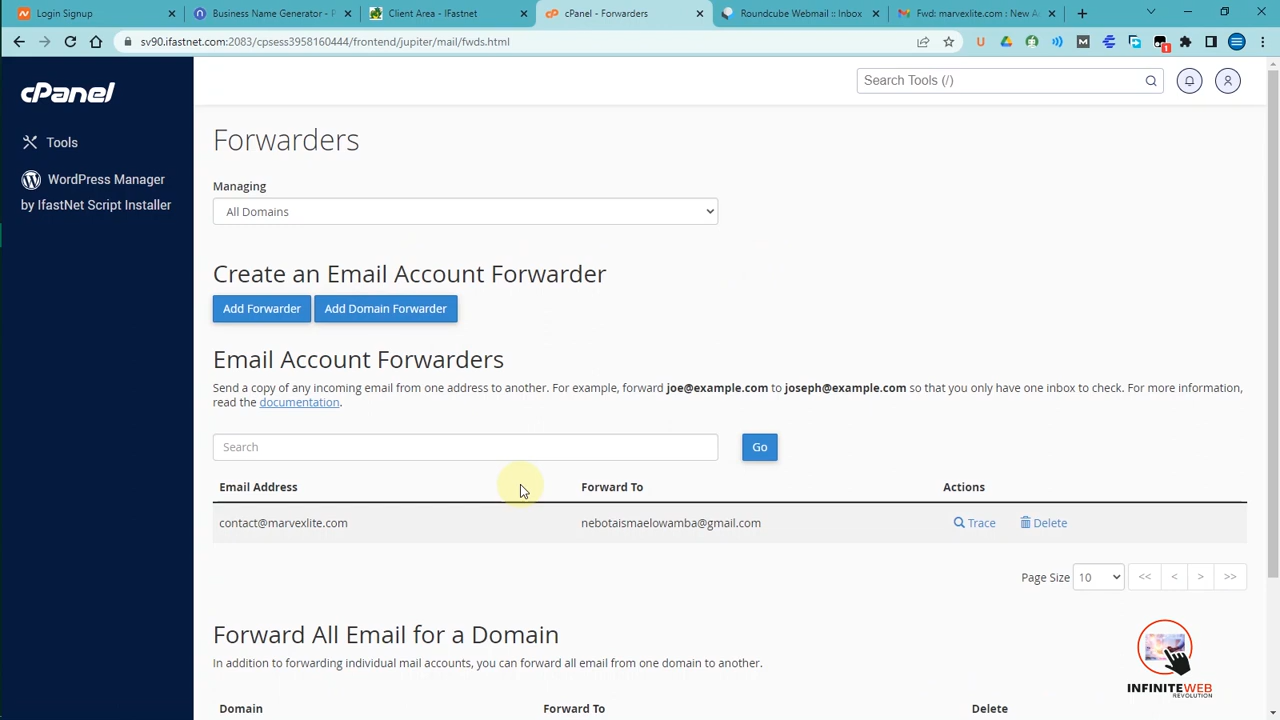 Login Signup
Business Name Generator - F
Client Area - IFastnet
cPanel - Forwarders
Roundcube Webmail :: Inbox
Fwd: marvexlite.com : New A
sv90.ifastnet.com:2083/cpsess3958160444/frontend/jupiter/mail/fwds.html
cPanel
Search Tools (/)
Tools
WordPress Manager
by IfastNet Script Installer
Forwarders
Managing
All Domains
Create an Email Account Forwarder
Add Forwarder Add Domain Forwarder
Email Account Forwarders
Send a copy of any incoming email from one address to another. For example, forward joe@example.com to joseph@example.com so that you only have one inbox to check. For more information,
read the documentation.
Search Go
Email Address Forward To Actions
contact@marvexlite.com nebotaismaelowamba@gmail.com Trace Delete
Page Size 10 << < > >>
Forward All Email for a Domain
In addition to forwarding individual mail accounts, you can forward all email from one domain to another.
INFINITEWEB
REVOLUTION
Domain Forward To Delete